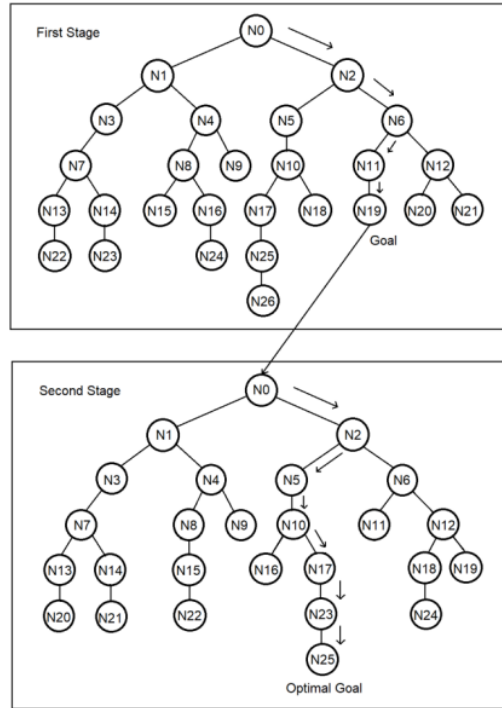 First Stage
N0
N1 N2
N3 N4 N5 N6
N7 N8 N9 N10 N11 N12
N13 N14 N15 N16 N17 N18 N19 N20 N21
Goal
N22 N23 N24 N25
N26
Second Stage
N0
N1 N2
N3 N4 N5 N6
N7 N8 N9 N10 N11 N12
N13 N14 N15 N16 N17 N18 N19
N20 N21 N22 N23 N24
N25
Optimal Goal